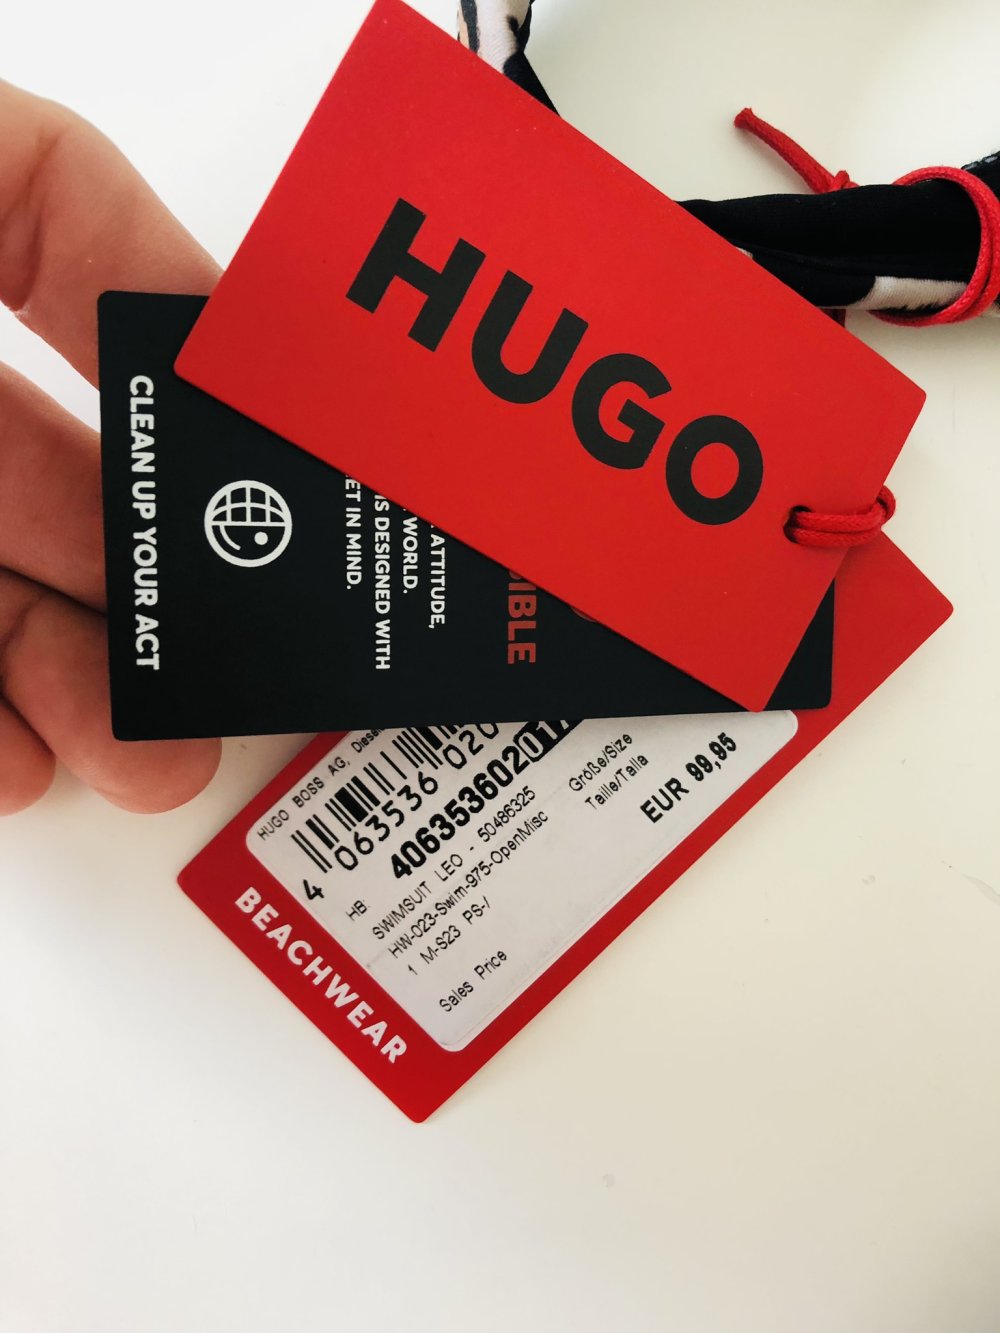 HUGO
CLEAN UP YOUR ACT
ATTITUDE,
WORLD.
IS DESIGNED WITH
ET IN MIND.
IBLE
HUGO BOSS AG,
4 063536 020
4063536020
HB:
SWIMSUIT LEO - 50486325
HW-023-Swim-975-OpenMisc
1 M-S23 PS-/
Sales Price
Größe/Size
Taille/Talla
EUR 99,95
BEACHWEAR